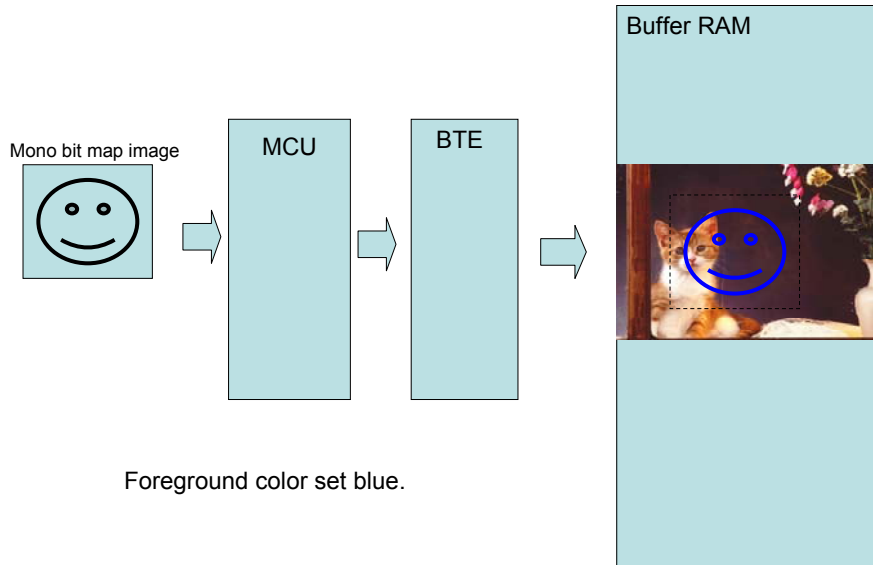 Buffer RAM
Mono bit map image
MCU
BTE
Foreground color set blue.